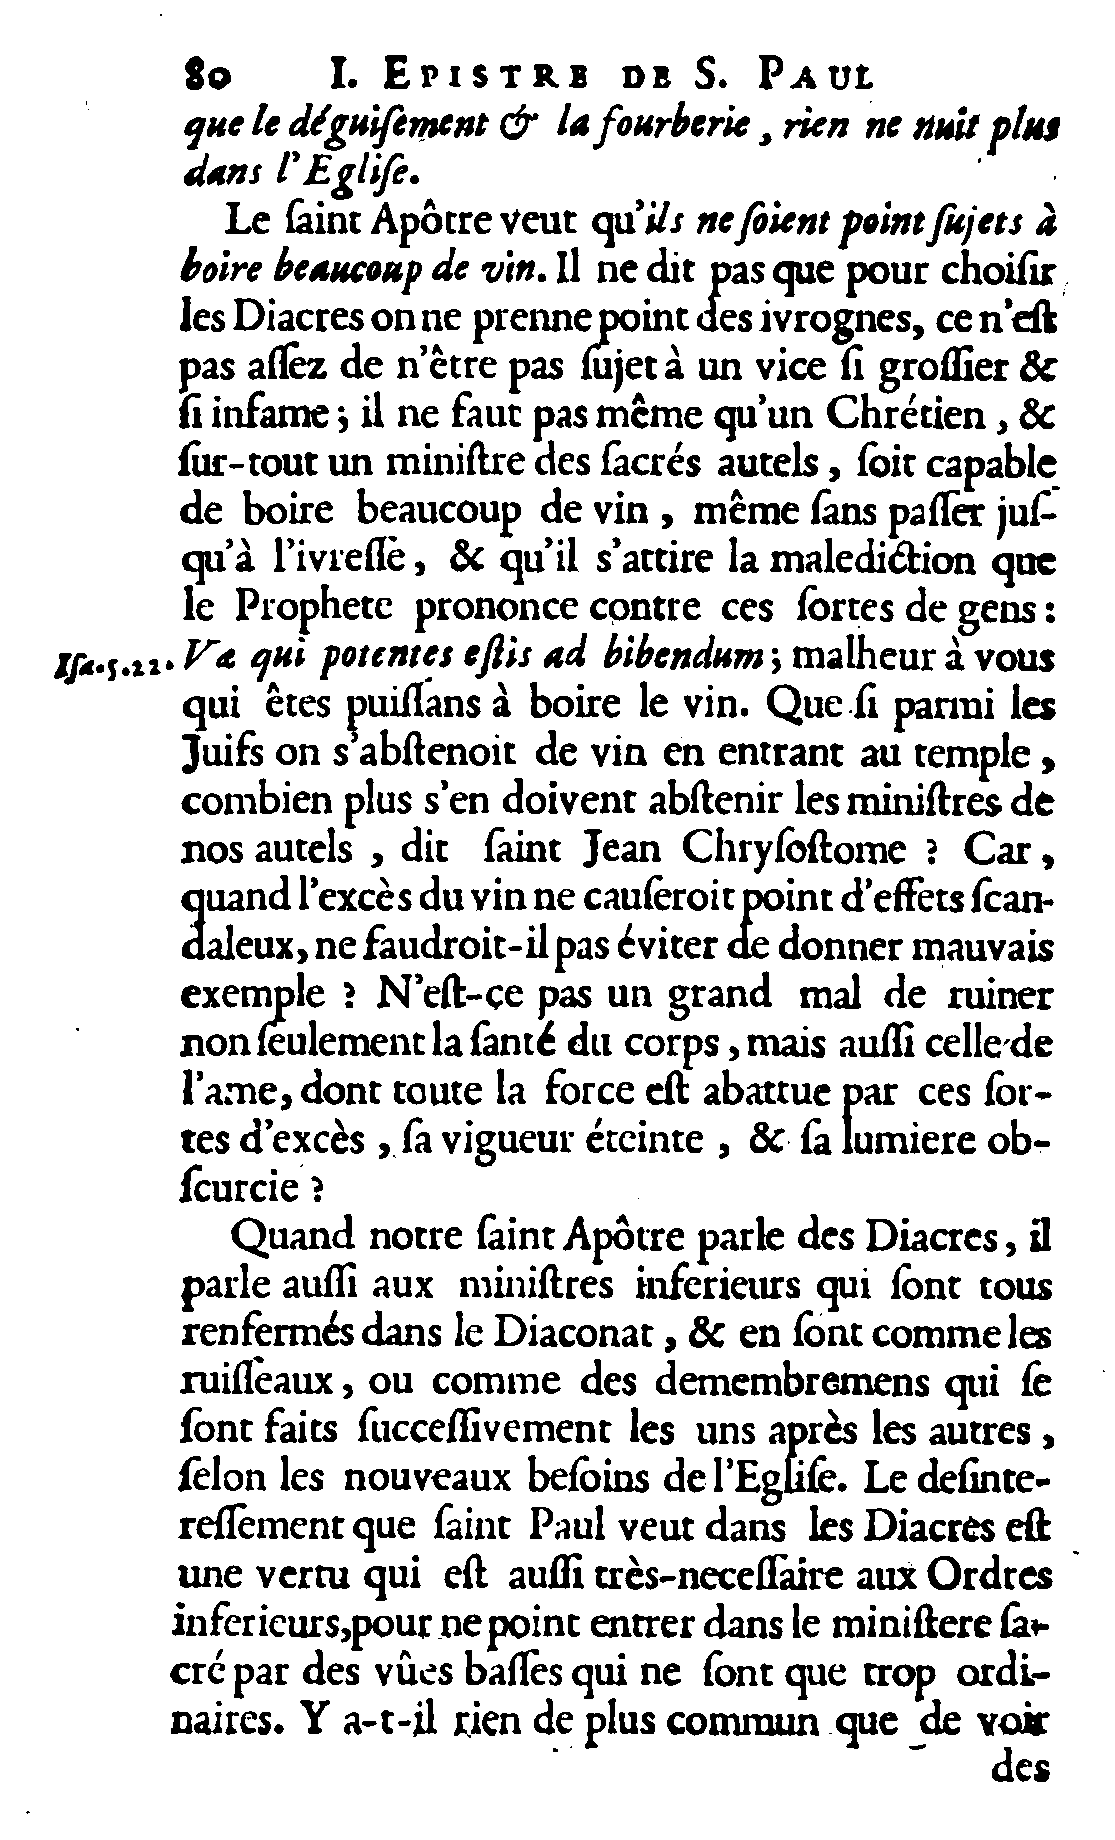 80 I. EPISTRE DE S. PAUL
que le déguiſement & la fourberie, rien ne nuit plus
dans l'Egliſe.
Le ſaint Apôtre veut qu'ils ne ſoient point ſujets à
boire beaucoup de vin. Il ne dit pas que pour choiſir
les Diacres on ne prenne point des ivrognes, ce n'eſt
pas aſſez de n'être pas ſujet à un vice ſi groſſier &
ſi infame; il ne faut pas même qu'un Chrétien, &
ſur-tout un miniſtre des ſacrés autels, ſoit capable
de boire beaucoup de vin, même ſans paſſer juſ-
qu'à l'ivreſſe, & qu'il s'attire la malediction que
le Prophete prononce contre ces ſortes de gens:
Iſa. 5. 22. Væ qui potentes eſtis ad bibendum; malheur à vous
qui êtes puiſſans à boire le vin. Que ſi parmi les
Juifs on s'abſtenoit de vin en entrant au temple,
combien plus s'en doivent abſtenir les miniſtres de
nos autels, dit ſaint Jean Chryſoſtome ? Car,
quand l'excès du vin ne cauſeroit point d'effets ſcan-
daleux, ne faudroit-il pas éviter de donner mauvais
exemple ? N'eſt-ce pas un grand mal de ruiner
non ſeulement la ſanté du corps, mais auſſi celle de
l'ame, dont toute la force eſt abattue par ces ſor-
tes d'excès, ſa vigueur éteinte, & ſa lumiere ob-
ſcurcie ?
Quand notre ſaint Apôtre parle des Diacres, il
parle auſſi aux miniſtres inferieurs qui ſont tous
renfermés dans le Diaconat, & en ſont comme les
ruiſſeaux, ou comme des demembremens qui ſe
ſont faits ſucceſſivement les uns après les autres,
ſelon les nouveaux beſoins de l'Egliſe. Le deſinte-
reſſement que ſaint Paul veut dans les Diacres eſt
une vertu qui eſt auſſi très-neceſſaire aux Ordres
inferieurs, pour ne point entrer dans le miniſtere ſa-
cré par des vûes baſſes qui ne ſont que trop ordi-
naires. Y a-t-il rien de plus commun que de voir
des